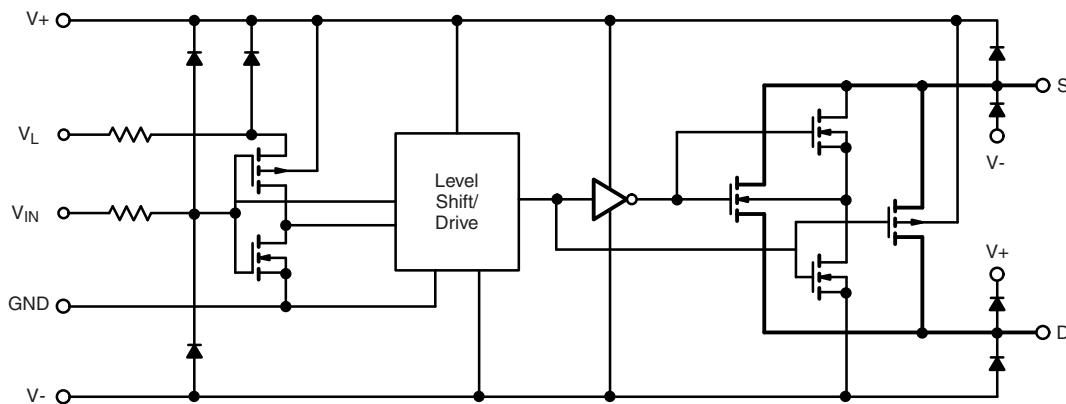 V+
S
VL
V-
Level
Shift/
Drive
VIN
V+
GND
D
V-